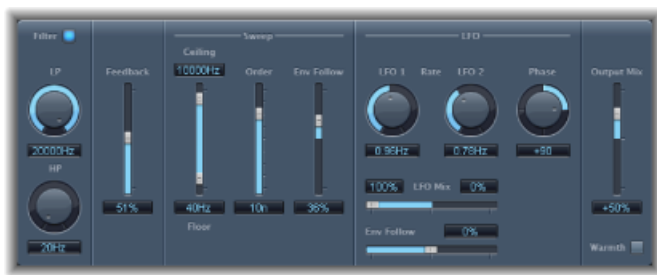 Filter
LP
20000Hz
HP
20Hz
Feedback
51%
Sweep
Ceiling
10000Hz
Order
Env Follow
40Hz
10n
36%
Floor
LFO
LFO 1
Rate
LFO 2
Phase
0.96Hz
0.78Hz
+90
100%
LFO Mix
0%
Env Follow
0%
Output Mix
+50%
Warmth